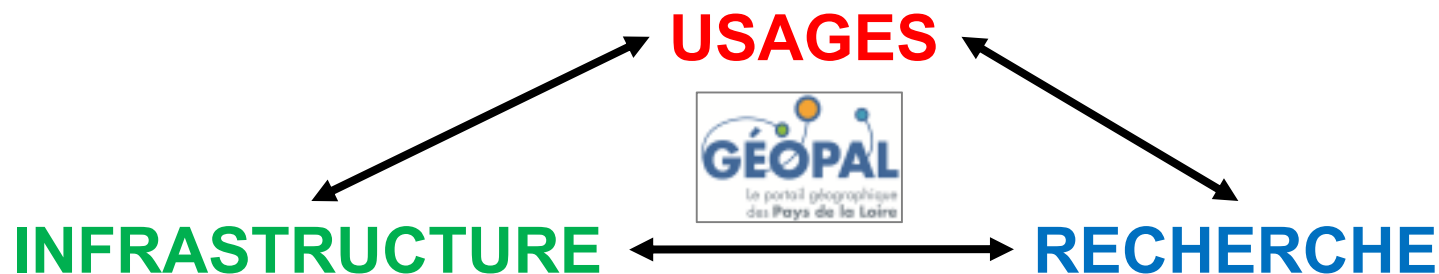 USAGES
GÉOPAL
Le portail géographique
des Pays de la Loire
INFRASTRUCTURE
RECHERCHE